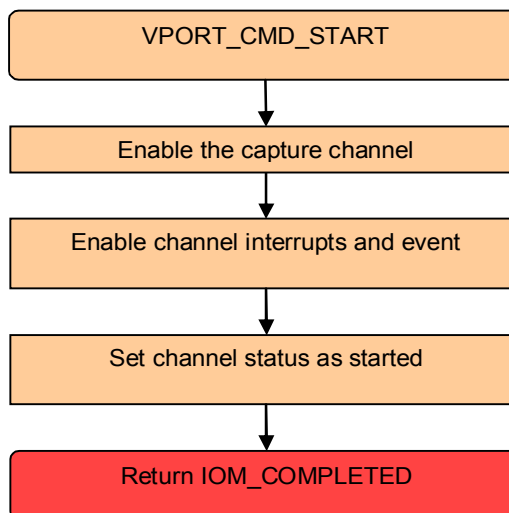 VPORT_CMD_START
Enable the capture channel
Enable channel interrupts and event
Set channel status as started
Return IOM_COMPLETED